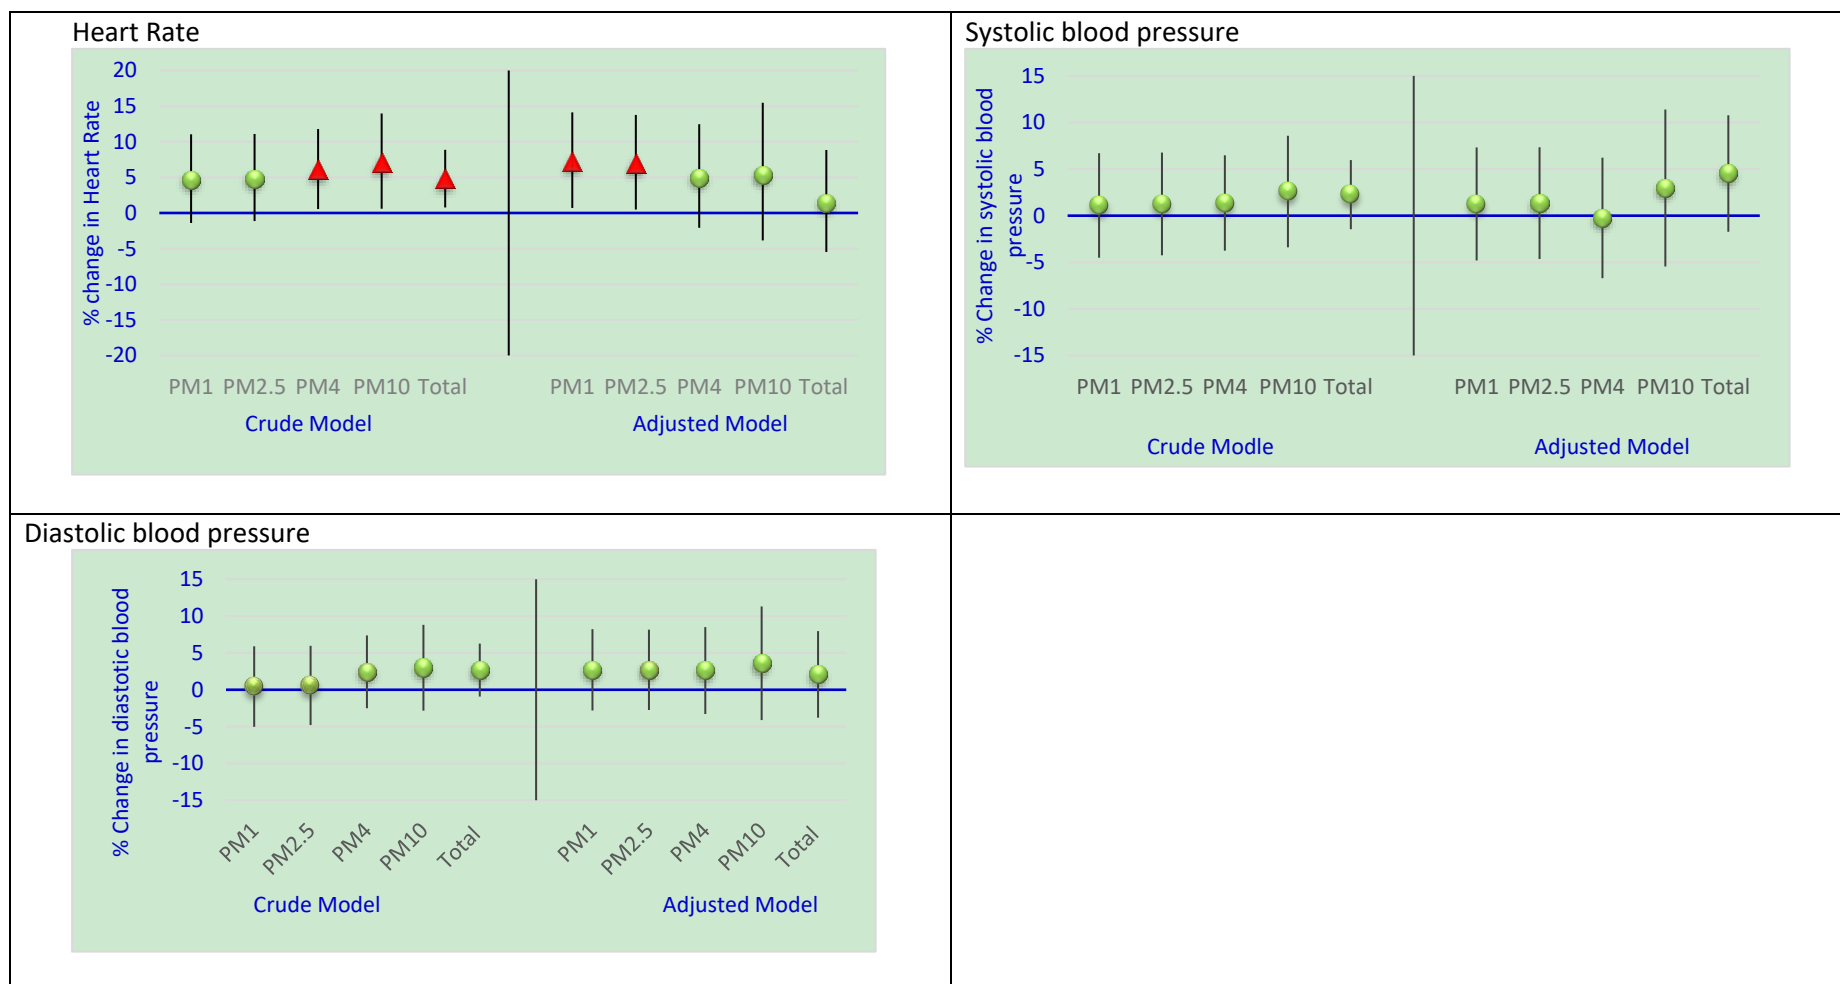 Heart Rate
% change in Heart Rate
20
15
10
5
0
-5
-10
-15
-20
PM1 PM2.5 PM4 PM10 Total PM1 PM2.5 PM4 PM10 Total
Crude Model Adjusted Model
Systolic blood pressure
% Change in systolic blood
pressure
15
10
5
0
-5
-10
-15
PM1 PM2.5 PM4 PM10 Total PM1 PM2.5 PM4 PM10 Total
Crude Modle Adjusted Model
Diastolic blood pressure
% Change in diastotic blood
pressure
15
10
5
0
-5
-10
-15
PM1 PM2.5 PM4 PM10 Total PM1 PM2.5 PM4 PM10 Total
Crude Model Adjusted Model